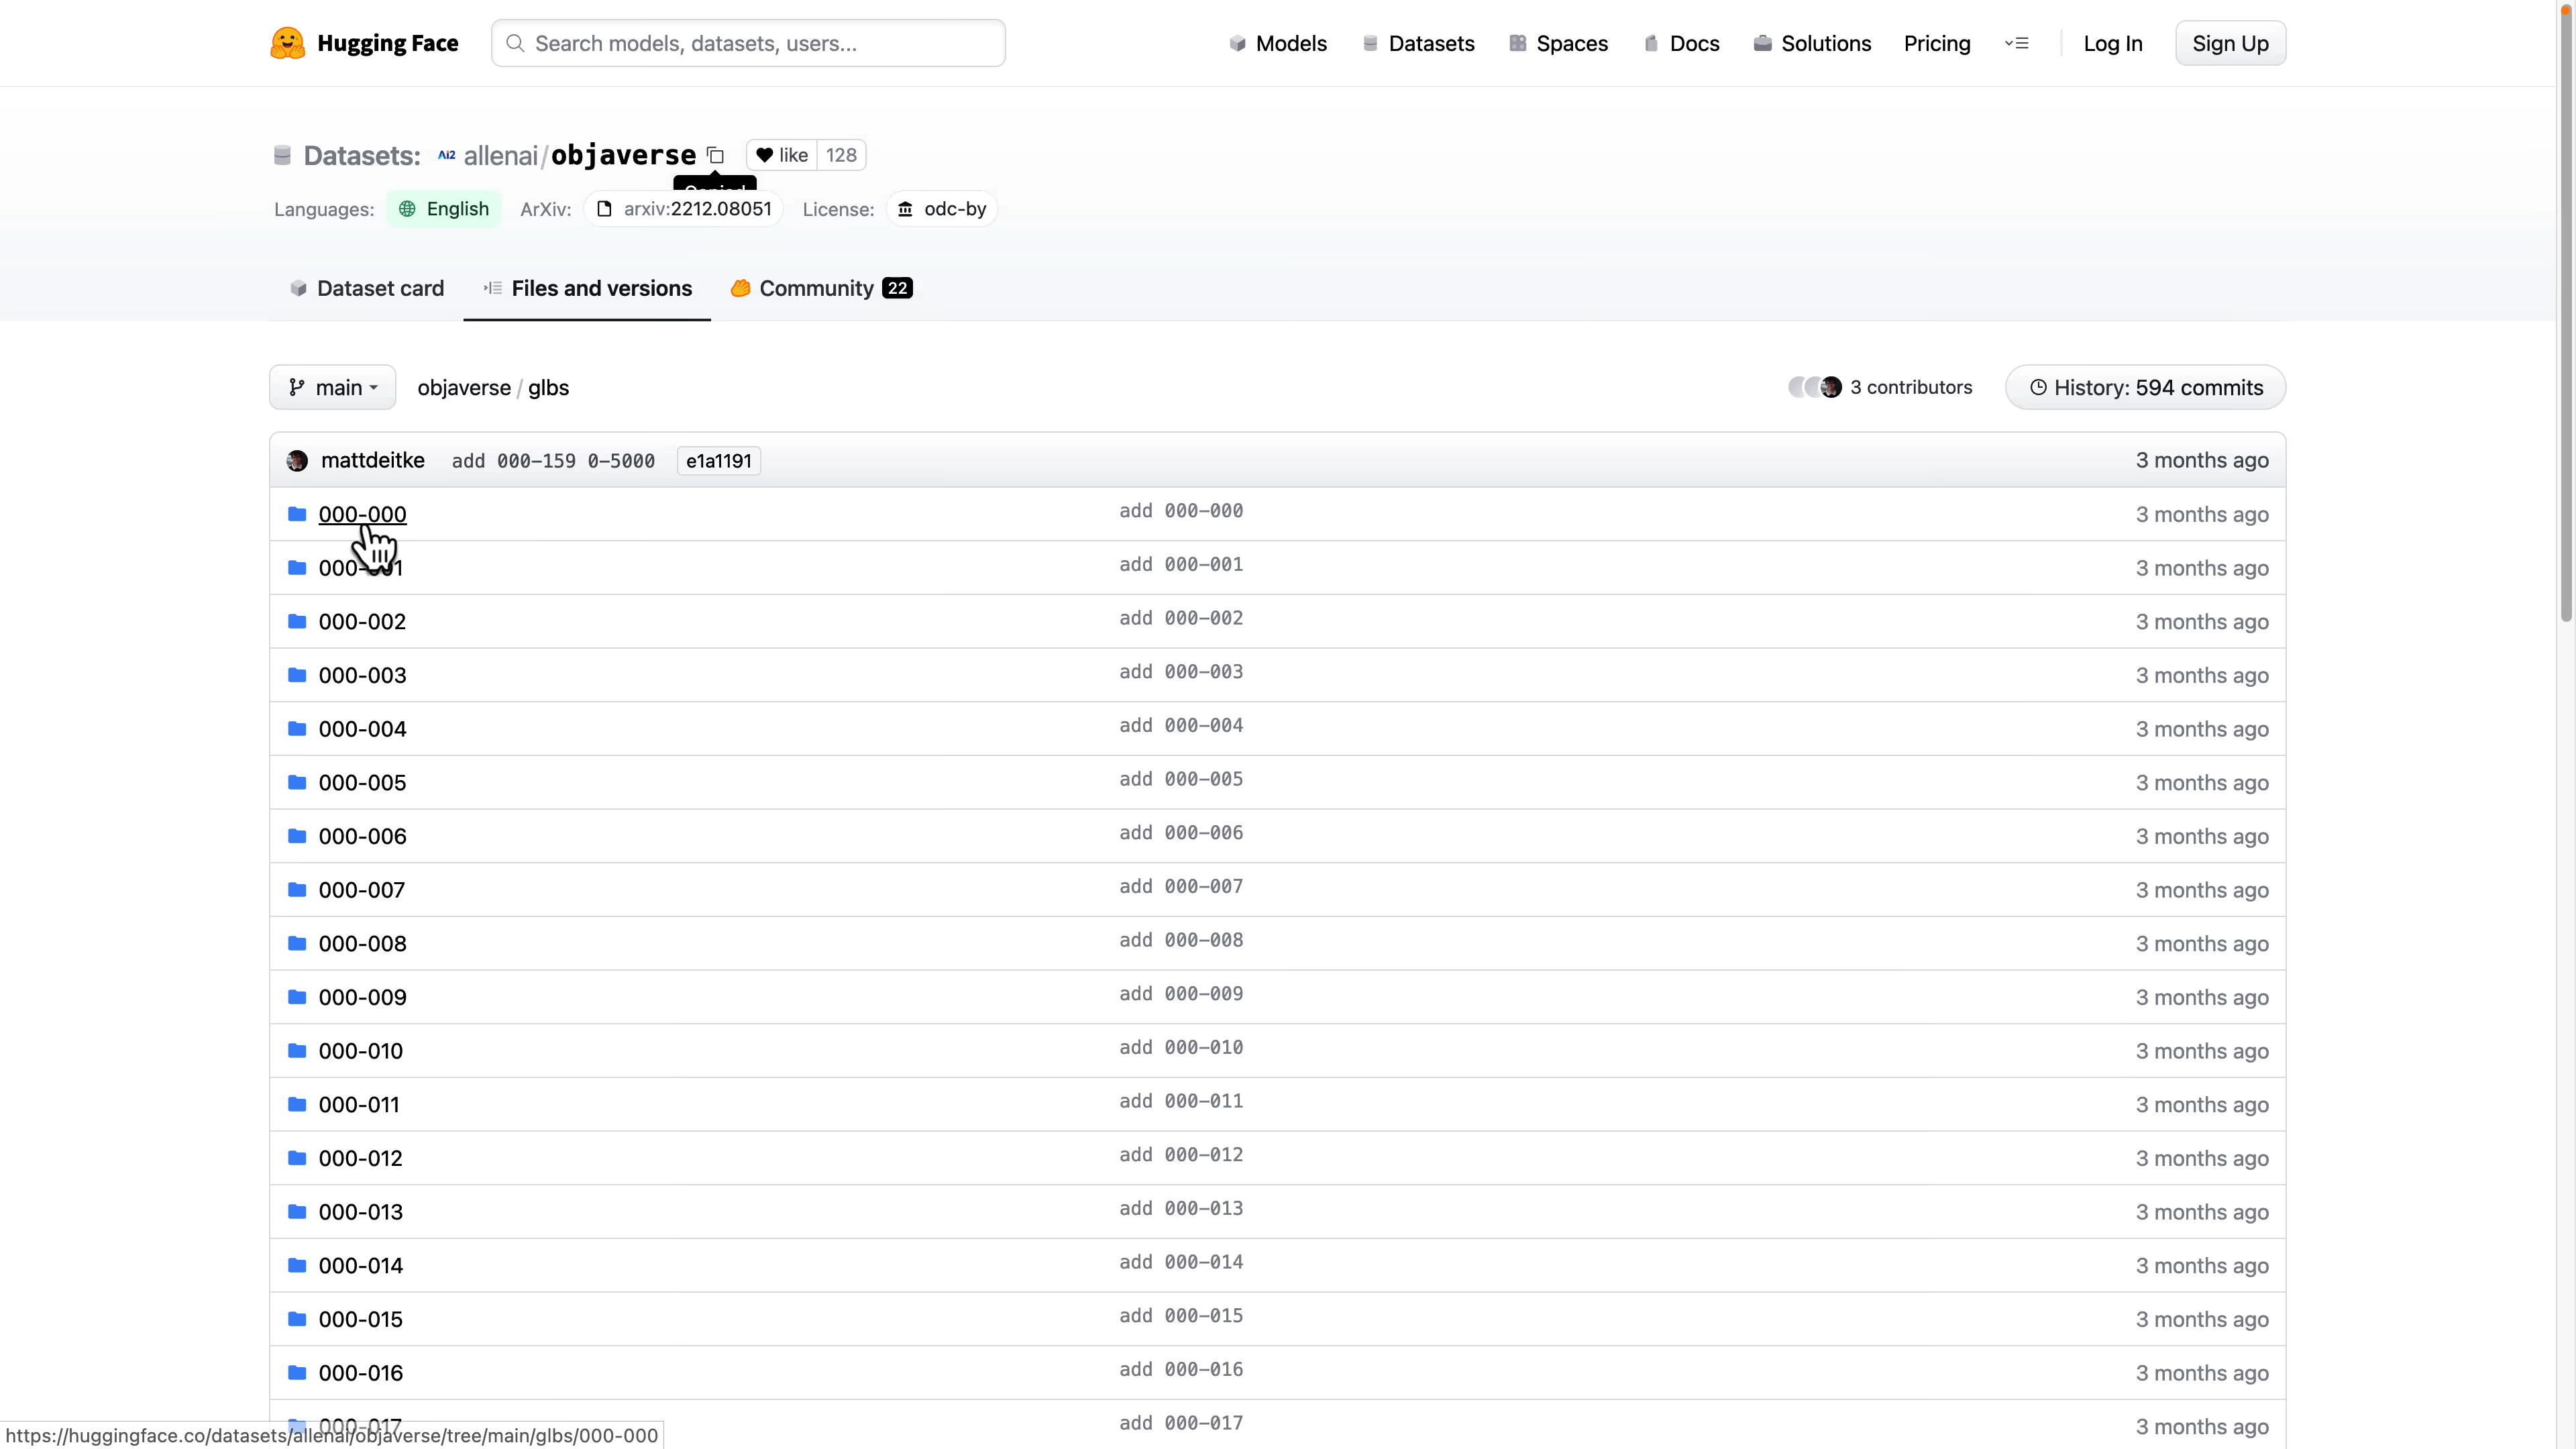 Hugging Face
Search models, datasets, users...
Models
Datasets
Spaces
Docs
Solutions
Pricing
Log In
Sign Up
Datasets: Ai2 allenai/objaverse
like 128
Languages: English ArXiv: arxiv:2212.08051 License: odc-by
Dataset card
Files and versions
Community 22
main
objaverse / glbs
3 contributors
History: 594 commits
mattdeitke add 000-159 0-5000 e1a1191 3 months ago
000-000 add 000-000 3 months ago
000- 1 add 000-001 3 months ago
000-002 add 000-002 3 months ago
000-003 add 000-003 3 months ago
000-004 add 000-004 3 months ago
000-005 add 000-005 3 months ago
000-006 add 000-006 3 months ago
000-007 add 000-007 3 months ago
000-008 add 000-008 3 months ago
000-009 add 000-009 3 months ago
000-010 add 000-010 3 months ago
000-011 add 000-011 3 months ago
000-012 add 000-012 3 months ago
000-013 add 000-013 3 months ago
000-014 add 000-014 3 months ago
000-015 add 000-015 3 months ago
000-016 add 000-016 3 months ago
000-017 add 000-017 3 months ago
https://huggingface.co/datasets/allenai/objaverse/tree/main/glbs/000-000